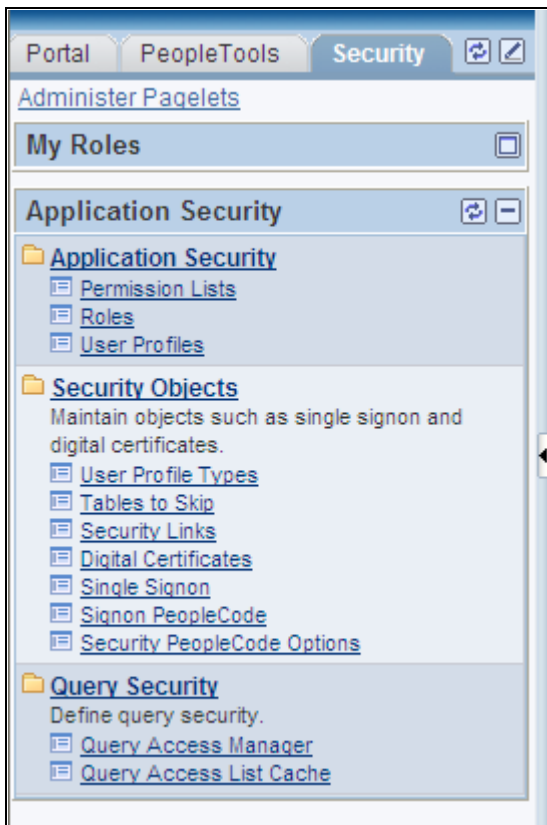 Portal PeopleTools Security
Administer Pagelets
My Roles
Application Security
Application Security
Permission Lists
Roles
User Profiles
Security Objects
Maintain objects such as single signon and
digital certificates.
User Profile Types
Tables to Skip
Security Links
Digital Certificates
Single Signon
Signon PeopleCode
Security PeopleCode Options
Query Security
Define query security.
Query Access Manager
Query Access List Cache